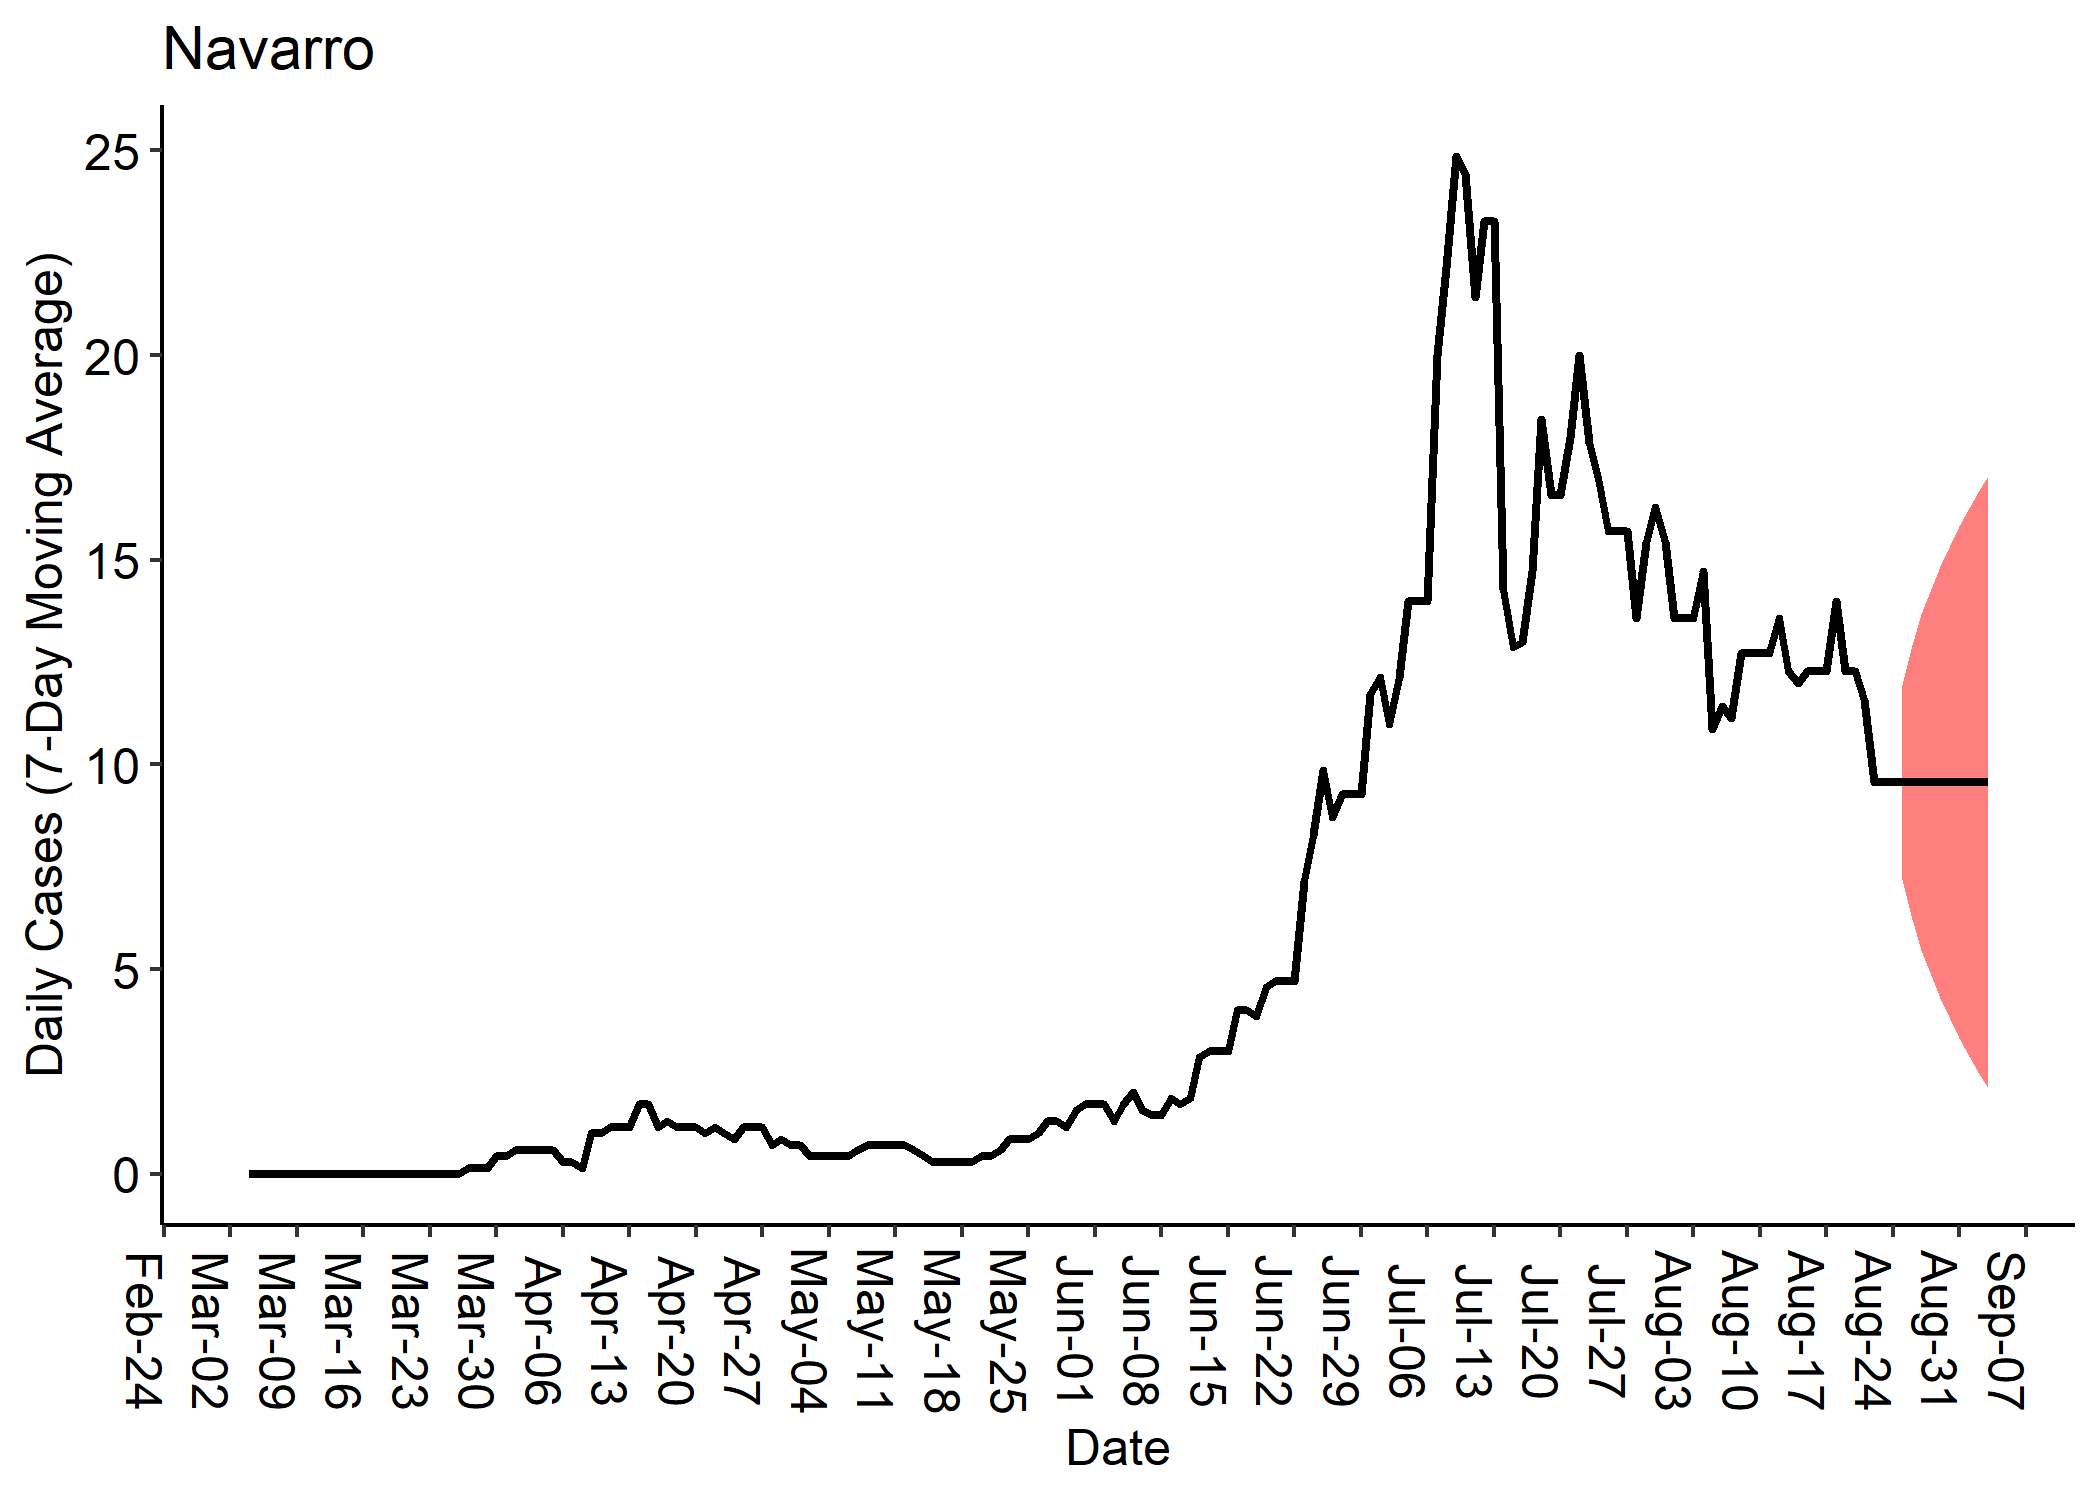 Navarro
Daily Cases (7-Day Moving Average)
25
20
15
10
5
0
Feb-24
Mar-02
Mar-09
Mar-16
Mar-23
Mar-30
Apr-06
Apr-13
Apr-20
Apr-27
May-04
May-11
May-18
May-25
Jun-01
Jun-08
Jun-15
Jun-22
Jun-29
Jul-06
Jul-13
Jul-20
Jul-27
Aug-03
Aug-10
Aug-17
Aug-24
Aug-31
Sep-07
Date